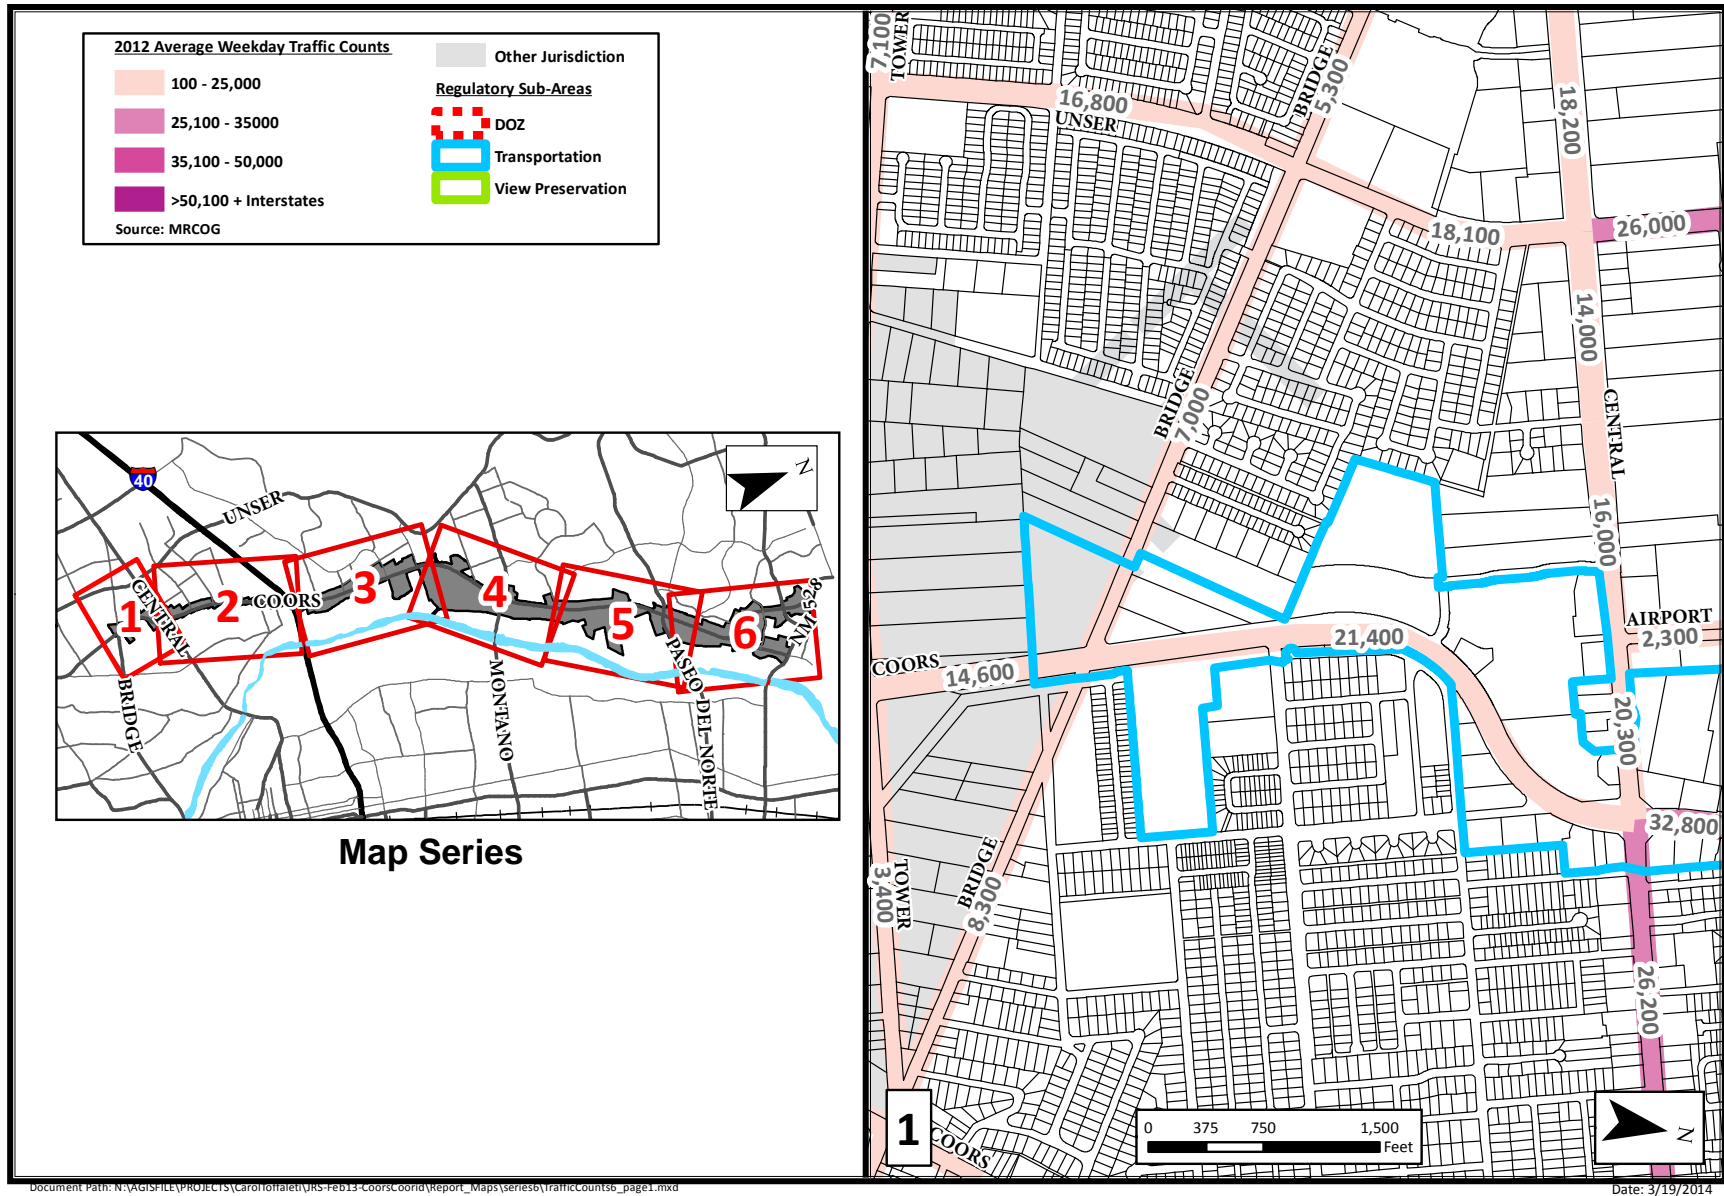 2012 Average Weekday Traffic Counts
100 - 25,000
25,100 - 35000
35,100 - 50,000
>50,100 + Interstates
Source: MRCOG
Other Jurisdiction
Regulatory Sub-Areas
DOZ
Transportation
View Preservation
40
UNSER
N
CENTRAL
COORS
1
2
3
4
5
6
NM528
BRIDGE
MONTANO
PASEO DEL NORTE
Map Series
7,100
TOWER
16,800
UNSER
BRIDGE
5,300
18,200
18,100
26,000
14,000
BRIDGE
7,000
CENTRAL
16,000
AIRPORT
2,300
COORS
14,600
21,400
20,300
32,800
TOWER
3,400
BRIDGE
8,300
26,200
1
COORS
0 375 750 1,500
Feet
N
Document Path: N:\AGISFILE\PROJECTS\CarolToffaleti\JRS-Feb13-CoorsCoorid\Report_Maps\series6\TrafficCounts6_page1.mxd
Date: 3/19/2014